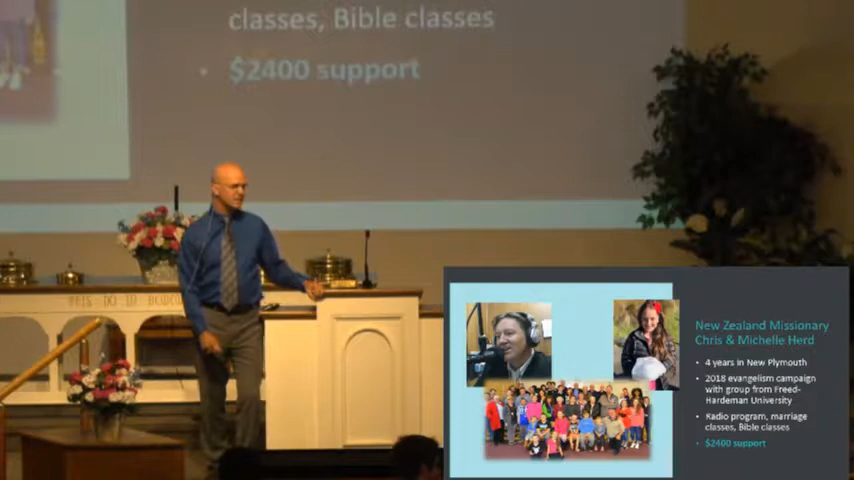 classes, Bible classes
• $2400 support
New Zealand Missionary
Chris & Michelle Herd
• 4 years in New Plymouth
• 2018 evangelism campaign
with group from Freed-
Hardeman University
• Radio program, marriage
classes, Bible classes
• $2400 support